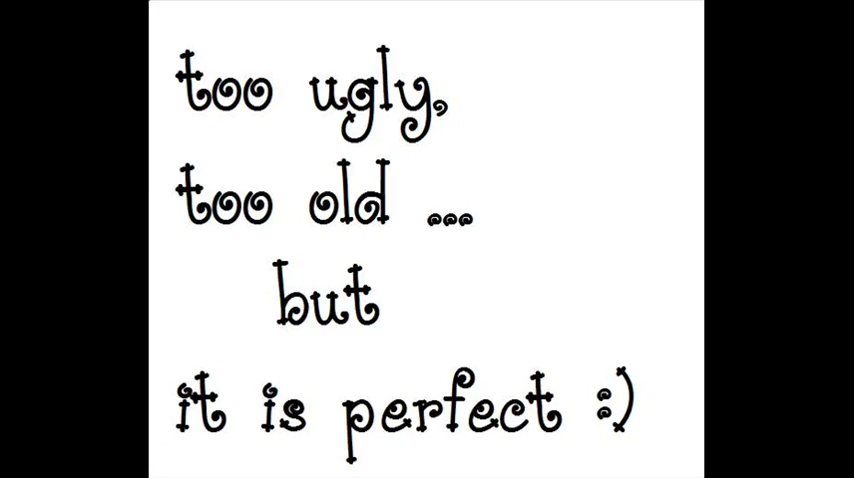 too ugly,
too old ...
but
it is perfect :)